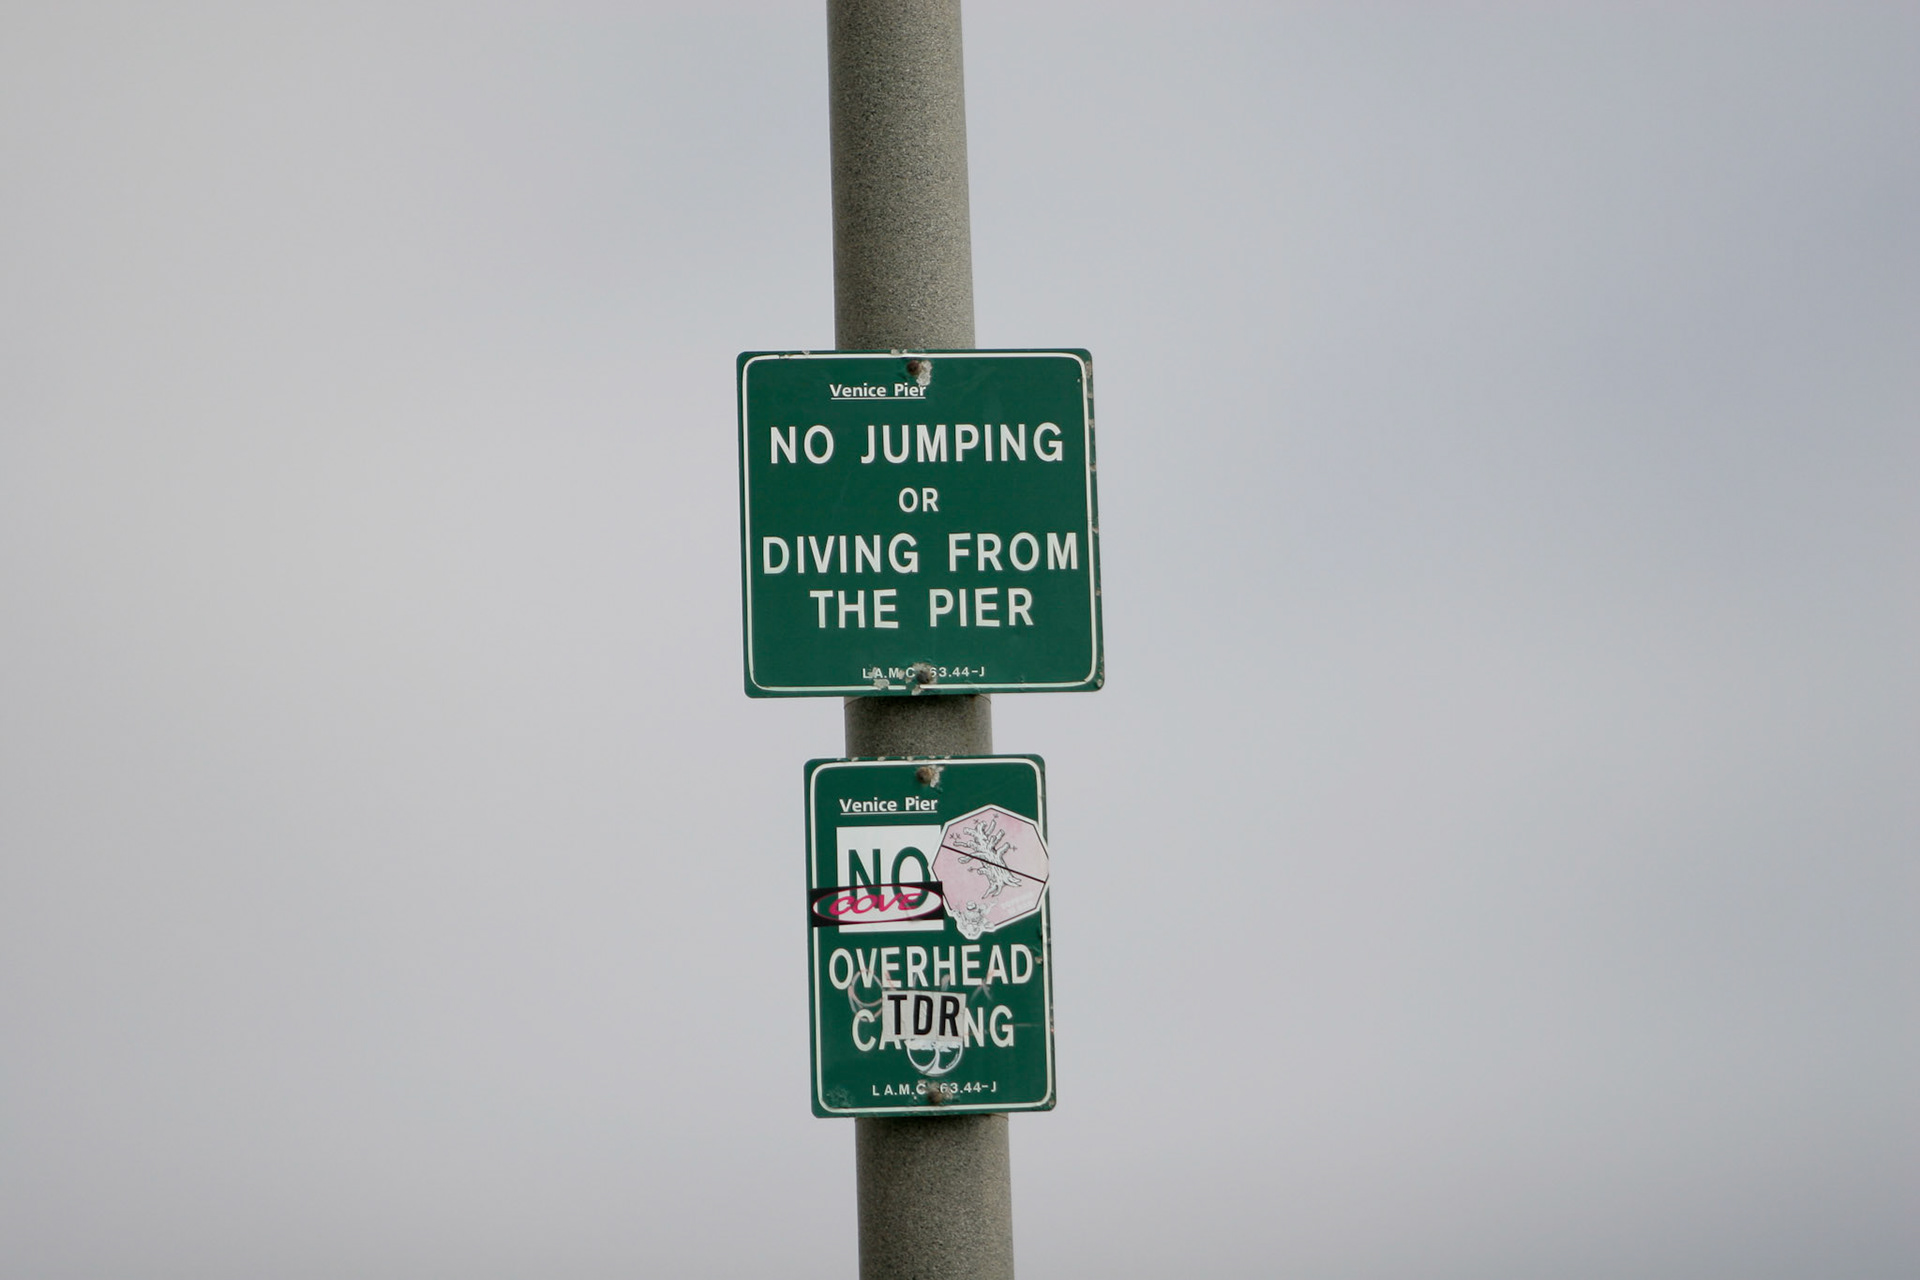 Venice Pier
NO JUMPING
OR
DIVING FROM
THE PIER
L.A.M.C. 63.44-J
Venice Pier
NO
COVE
OVERHEAD
TDR
L.A.M.C. 63.44-J